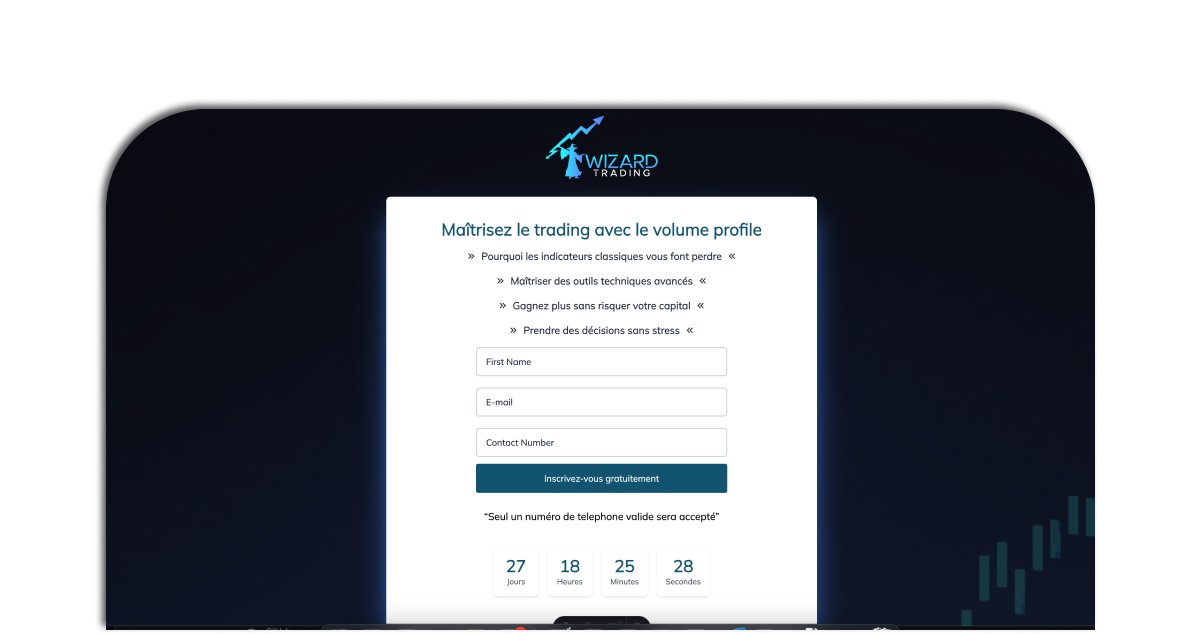 WIZARD
TRADING
Maîtrisez le trading avec le volume profile
» Pourquoi les indicateurs classiques vous font perdre «
» Maîtriser des outils techniques avancés «
» Gagnez plus sans risquer votre capital «
» Prendre des décisions sans stress «
First Name
E-mail
Contact Number
Inscrivez-vous gratuitement
“Seul un numéro de telephone valide sera accepté”
27 18 25 28
Jours Heures Minutes Secondes